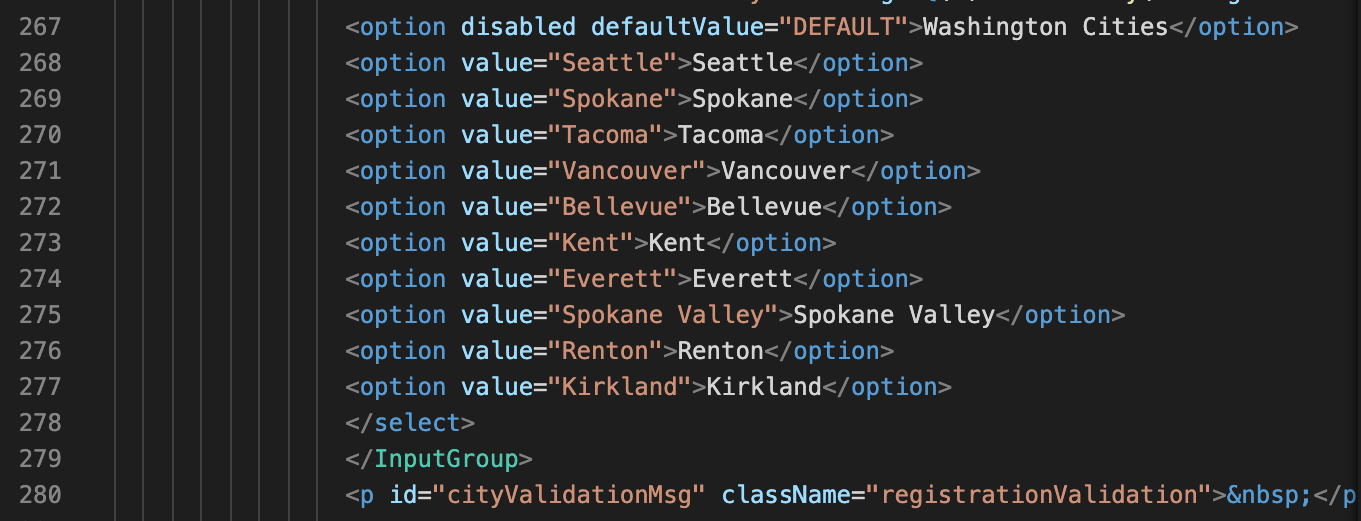 267 <option disabled defaultValue="DEFAULT">Washington Cities</option>
268 <option value="Seattle">Seattle</option>
269 <option value="Spokane">Spokane</option>
270 <option value="Tacoma">Tacoma</option>
271 <option value="Vancouver">Vancouver</option>
272 <option value="Bellevue">Bellevue</option>
273 <option value="Kent">Kent</option>
274 <option value="Everett">Everett</option>
275 <option value="Spokane Valley">Spokane Valley</option>
276 <option value="Renton">Renton</option>
277 <option value="Kirkland">Kirkland</option>
278 </select>
279 </InputGroup>
280 <p id="cityValidationMsg" className="registrationValidation">&nbsp;</p